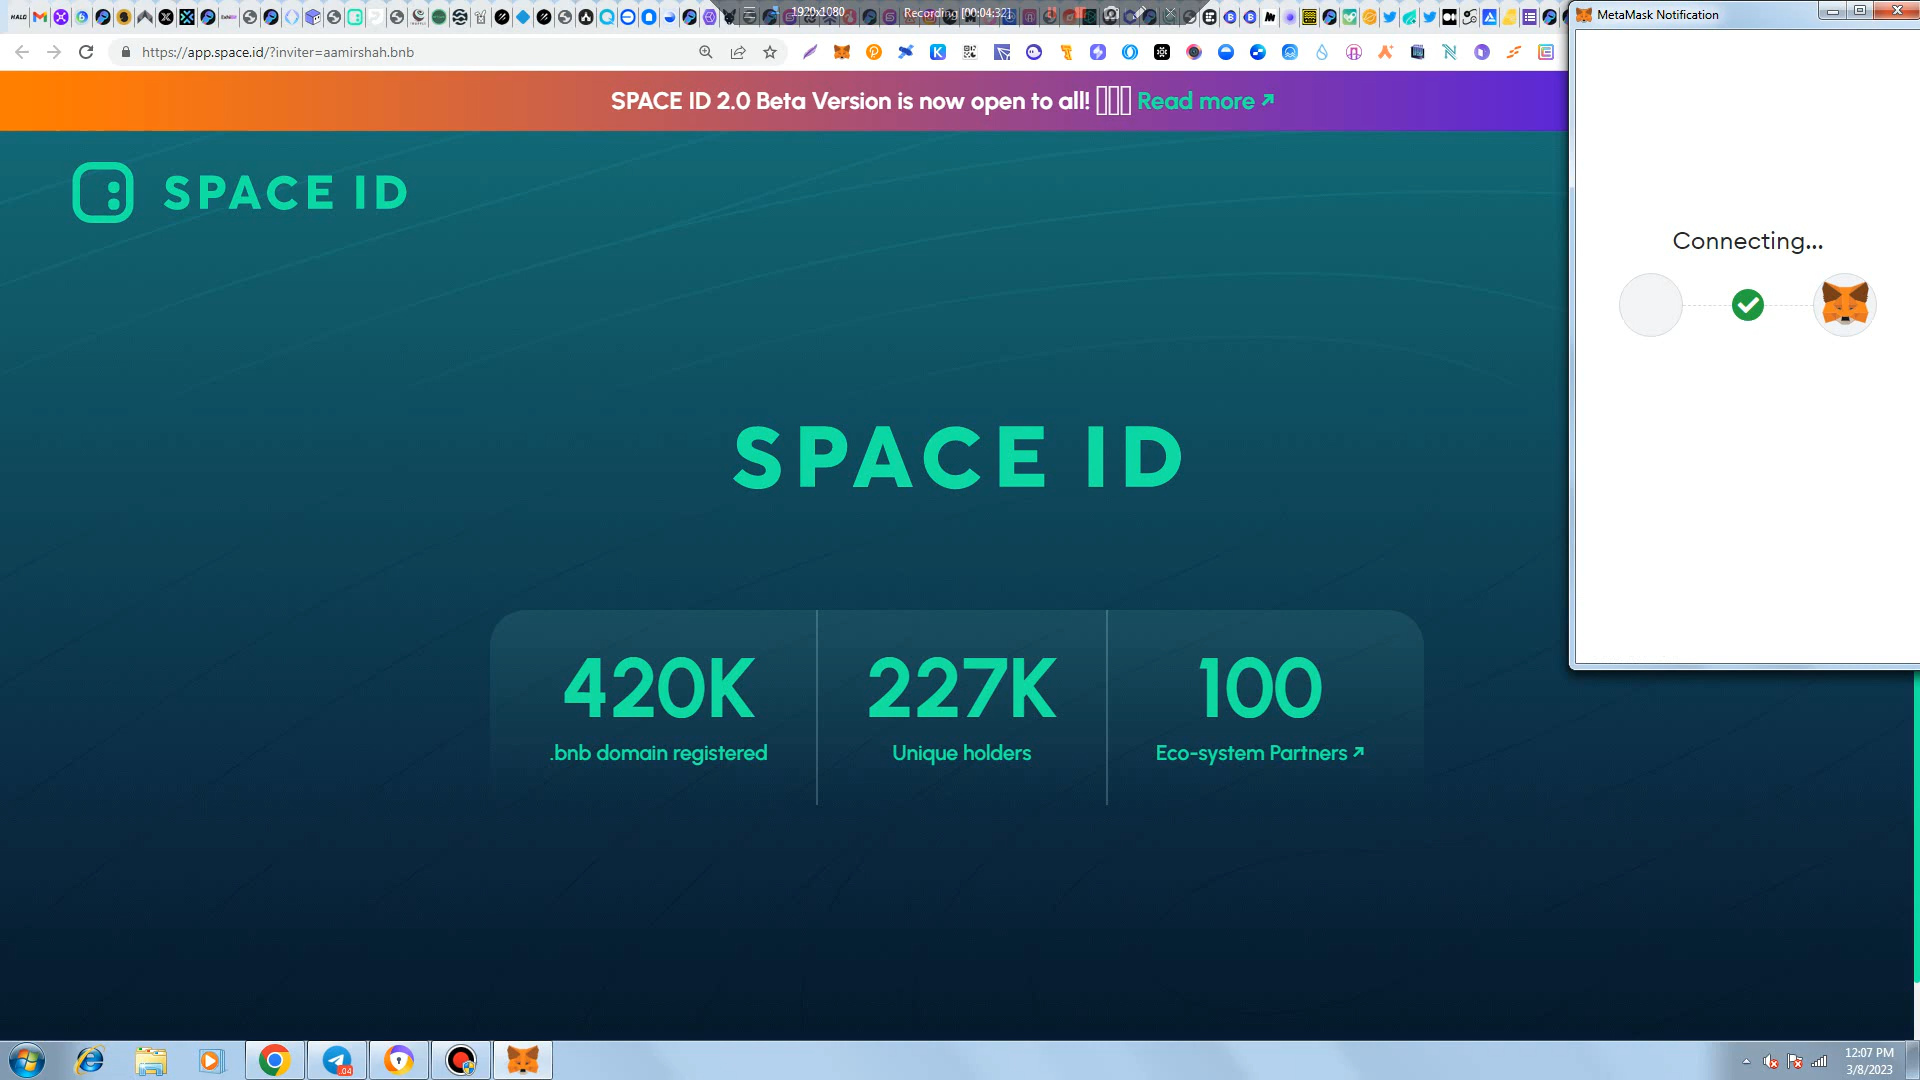 1920x1080
Recording [00:04:32]
MetaMask Notification
https://app.space.id/?inviter=aamirshah.bnb
SPACE ID 2.0 Beta Version is now open to all! Read more ↗
SPACE ID
Connecting...
SPACE ID
420K
227K
100
.bnb domain registered
Unique holders
Eco-system Partners ↗
12:07 PM
3/8/2023